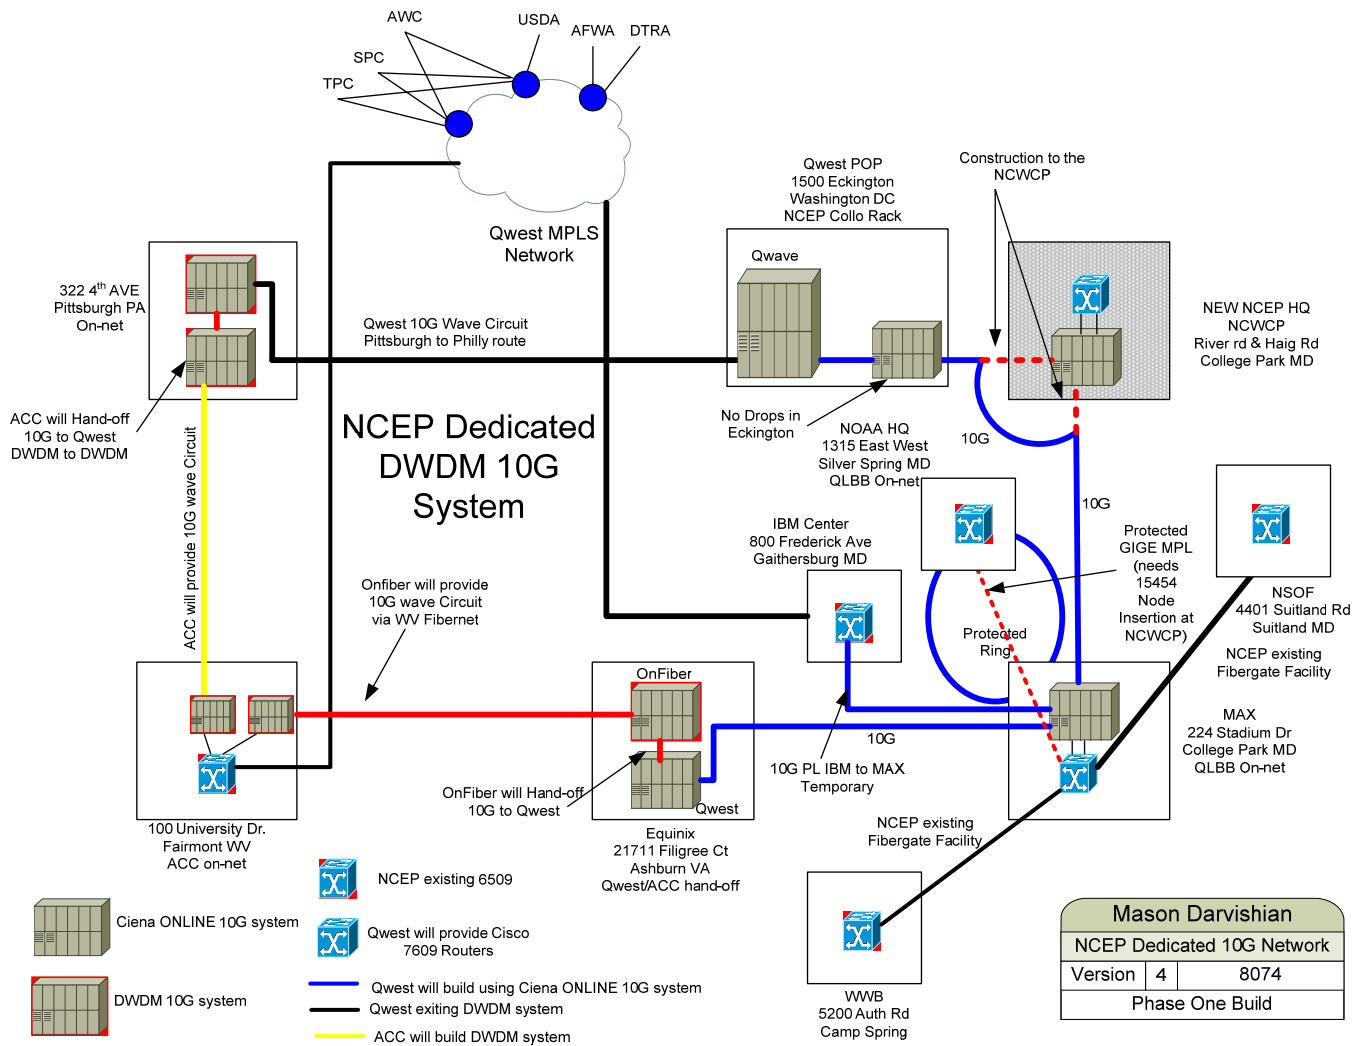 AWC
USDA
AFWA
DTRA
SPC
TPC
Qwest MPLS
Network
Qwest POP
1500 Eckington
Washington DC
NCEP Collo Rack
Construction to the
NCWCP
Qwave
322 4th AVE
Pittsburgh PA
On-net
Qwest 10G Wave Circuit
Pittsburgh to Philly route
NEW NCEP HQ
NCWCP
River rd & Haig Rd
College Park MD
ACC will Hand-off
10G to Qwest
DWDM to DWDM
NCEP Dedicated
DWDM 10G
System
No Drops in
Eckington
10G
NOAA HQ
1315 East West
Silver Spring MD
QLBB On-net
ACC will provide 10G wave Circuit
10G
IBM Center
800 Frederick Ave
Gaithersburg MD
Protected
GIGE MPL
(needs
15454
Node
Insertion at
NCWCP)
Onfiber will provide
10G wave Circuit
via WV Fibernet
NSOF
4401 Suitland Rd
Suitland MD
Protected
Ring
NCEP existing
Fibergate Facility
OnFiber
MAX
224 Stadium Dr
College Park MD
QLBB On-net
10G
10G PL IBM to MAX
Temporary
OnFiber will Hand-off
10G to Qwest
Qwest
100 University Dr.
Fairmont WV
ACC on-net
Equinix
21711 Filigree Ct
Ashburn VA
Qwest/ACC hand-off
NCEP existing
Fibergate Facility
NCEP existing 6509
Ciena ONLINE 10G system
Qwest will provide Cisco
7609 Routers
Qwest will build using Ciena ONLINE 10G system
DWDM 10G system
Qwest exiting DWDM system
ACC will build DWDM system
WWB
5200 Auth Rd
Camp Spring
Mason Darvishian
NCEP Dedicated 10G Network
Version 4 8074
Phase One Build